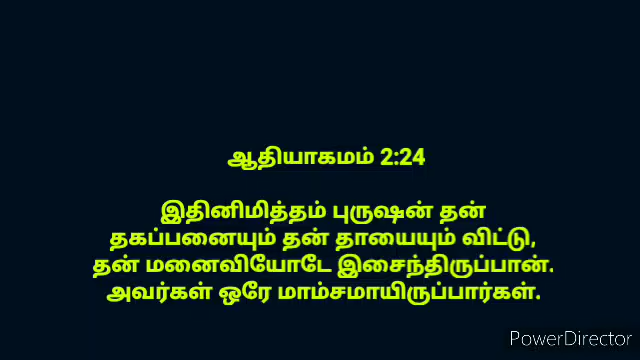 ஆதியாகமம் 2:24
இதினிமித்தம் புருஷன் தன்
தகப்பனையும் தன் தாயையும் விட்டு,
தன் மனைவியோடே இசைந்திருப்பான்.
அவர்கள் ஒரே மாம்சமாயிருப்பார்கள்.
PowerDirector